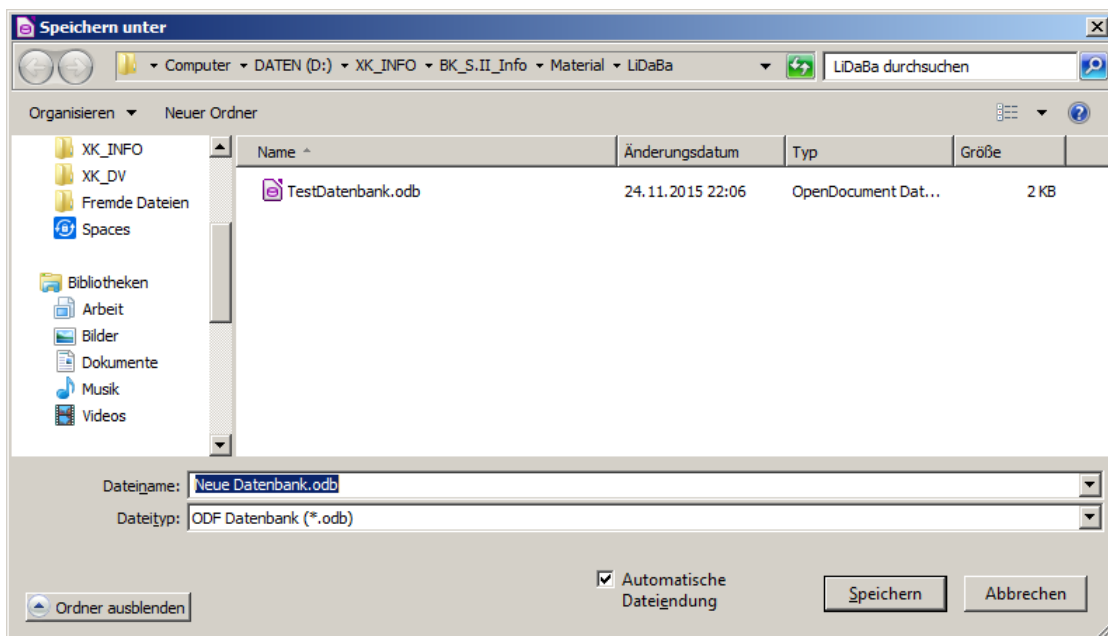 Speichern unter
Computer DATEN (D:) XK_INFO BK_S.II_Info Material LiDaBa
LiDaBa durchsuchen
Organisieren Neuer Ordner
XK_INFO
XK_DV
Fremde Dateien
Spaces
Bibliotheken
Arbeit
Bilder
Dokumente
Musik
Videos
Name Änderungsdatum Typ Größe
TestDatenbank.odb 24.11.2015 22:06 OpenDocument Dat... 2 KB
Dateiname: Neue Datenbank.odb
Dateityp: ODF Datenbank (*.odb)
Automatische
Dateiendung
Speichern
Abbrechen
Ordner ausblenden